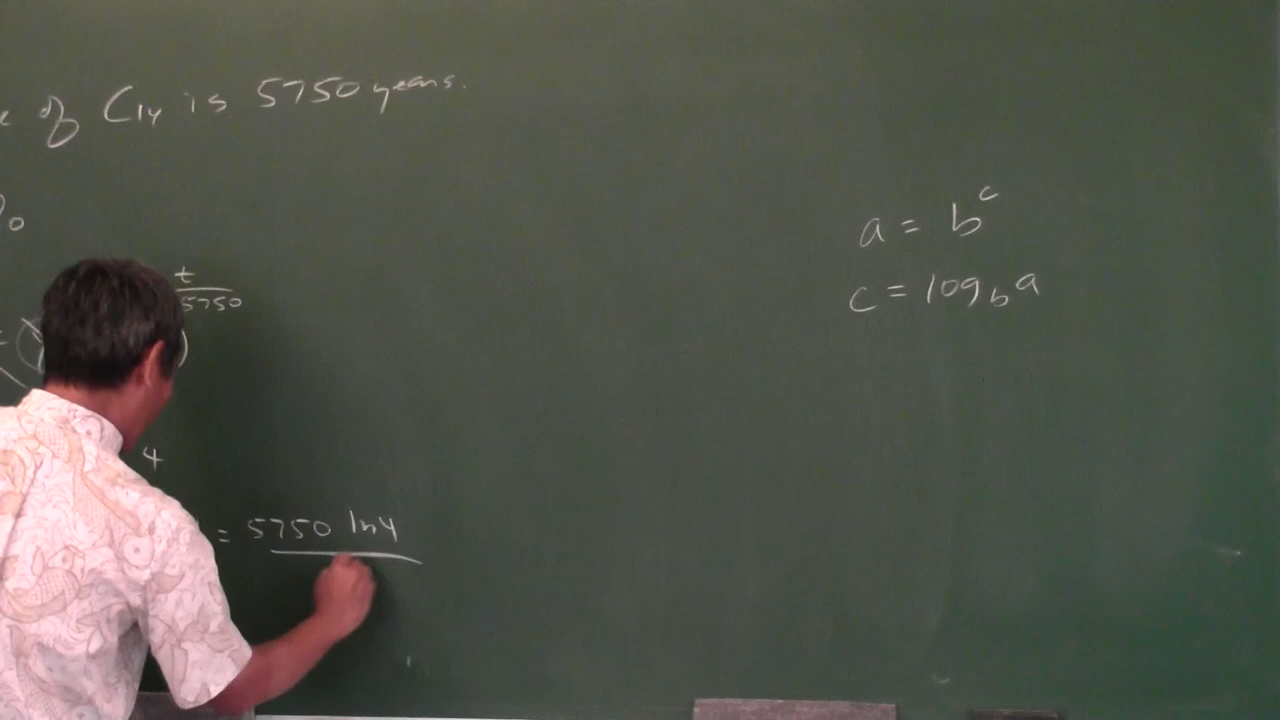 of C14 is 5750 years.
t
5750
4
= 5750 ln4
a = b^c
c = log_b a